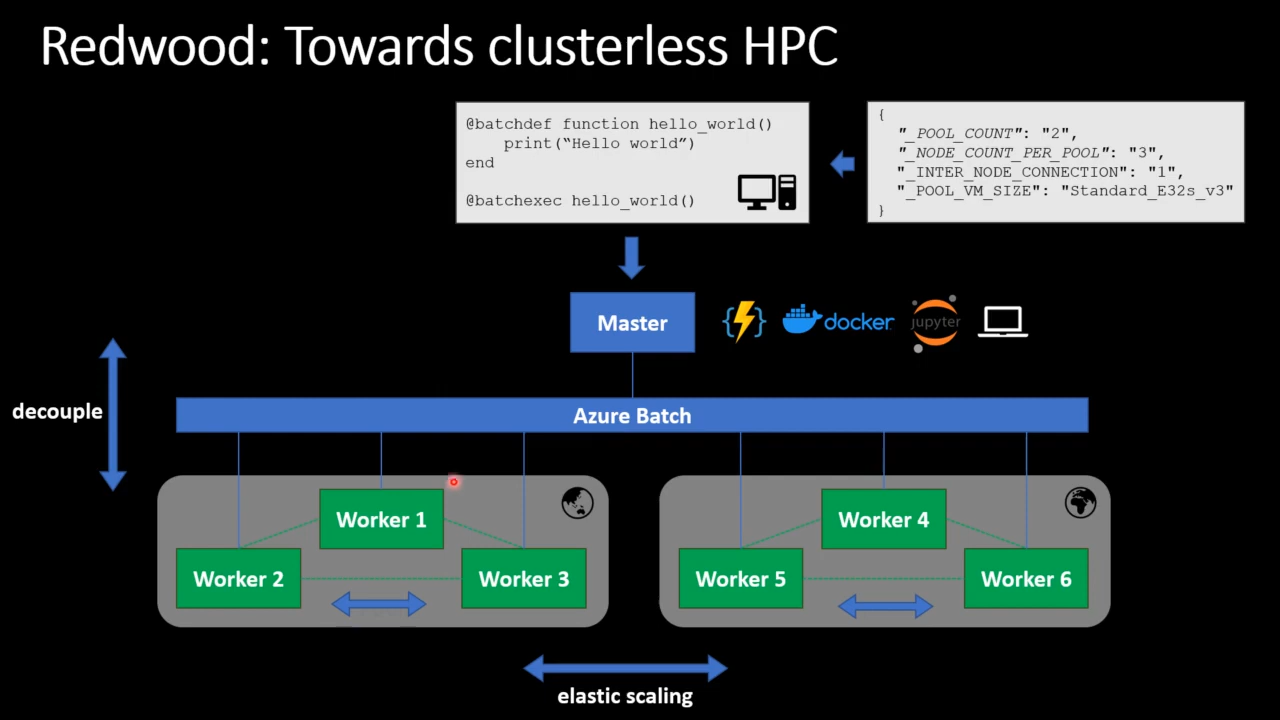 Redwood: Towards clusterless HPC
@batchdef function hello_world()
print(“Hello world”)
end
@batchexec hello_world()
{
"_POOL_COUNT": "2",
"_NODE_COUNT_PER_POOL": "3",
"_INTER_NODE_CONNECTION": "1",
"_POOL_VM_SIZE": "Standard_E32s_v3"
}
Master
docker
jupyter
decouple
Azure Batch
Worker 1
Worker 2
Worker 3
Worker 4
Worker 5
Worker 6
elastic scaling